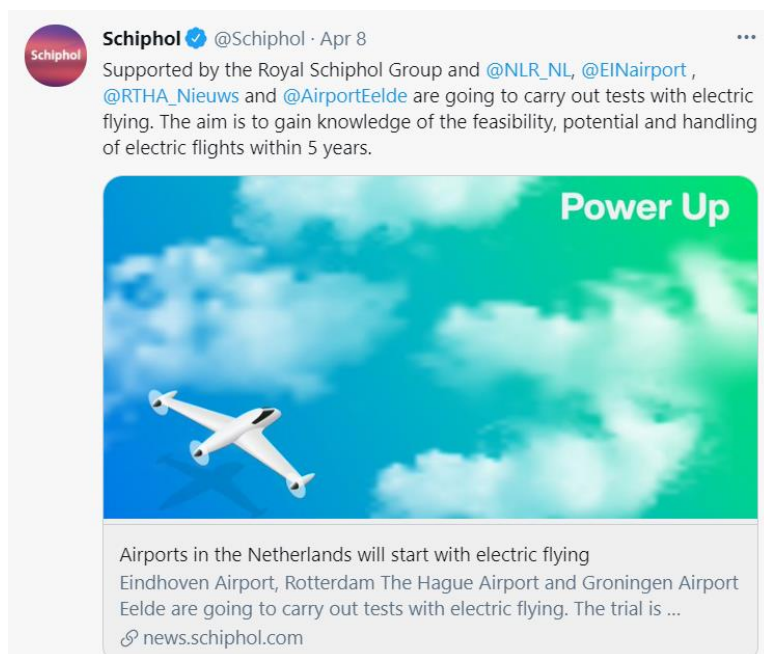 Schiphol
Schiphol @Schiphol · Apr 8
Supported by the Royal Schiphol Group and @NLR_NL, @EINairport ,
@RTHA_Nieuws and @AirportEelde are going to carry out tests with electric
flying. The aim is to gain knowledge of the feasibility, potential and handling
of electric flights within 5 years.
Power Up
Airports in the Netherlands will start with electric flying
Eindhoven Airport, Rotterdam The Hague Airport and Groningen Airport
Eelde are going to carry out tests with electric flying. The trial is ...
news.schiphol.com